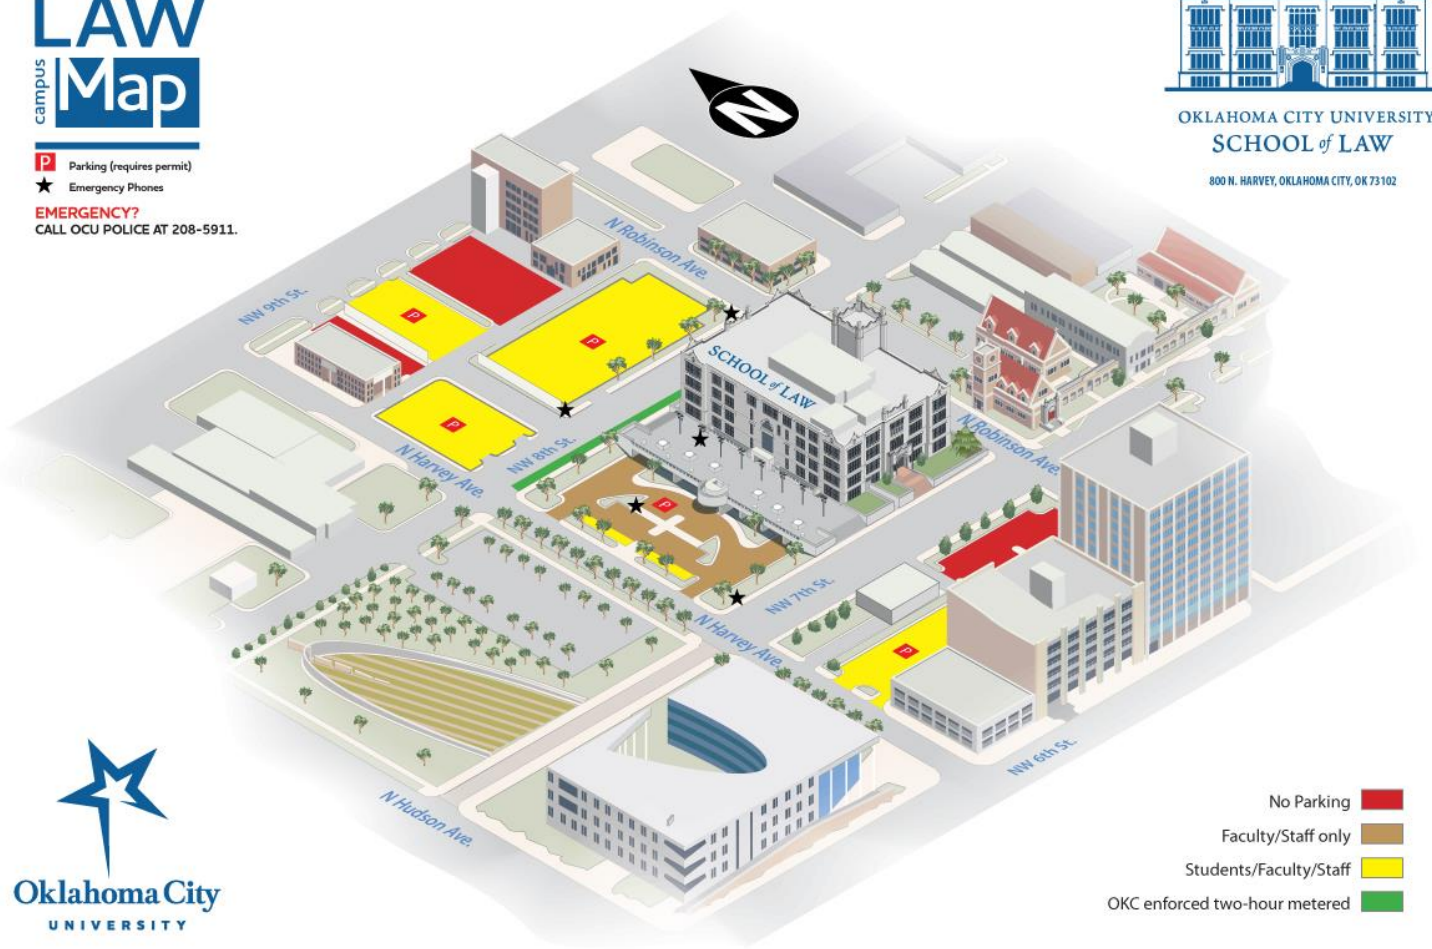 LAW
campus
Map
P Parking (requires permit)
Emergency Phones
EMERGENCY?
CALL OCU POLICE AT 208-5911.
N
OKLAHOMA CITY UNIVERSITY
SCHOOL of LAW
800 N. HARVEY, OKLAHOMA CITY, OK 73102
N Robinson Ave.
NW 9th St.
P
P
SCHOOL of LAW
P
N Harvey Ave.
NW 8th St.
N Robinson Ave.
P
NW 7th St.
N Harvey Ave.
P
NW 6th St.
N Hudson Ave.
Oklahoma City
UNIVERSITY
No Parking
Faculty/Staff only
Students/Faculty/Staff
OKC enforced two-hour metered